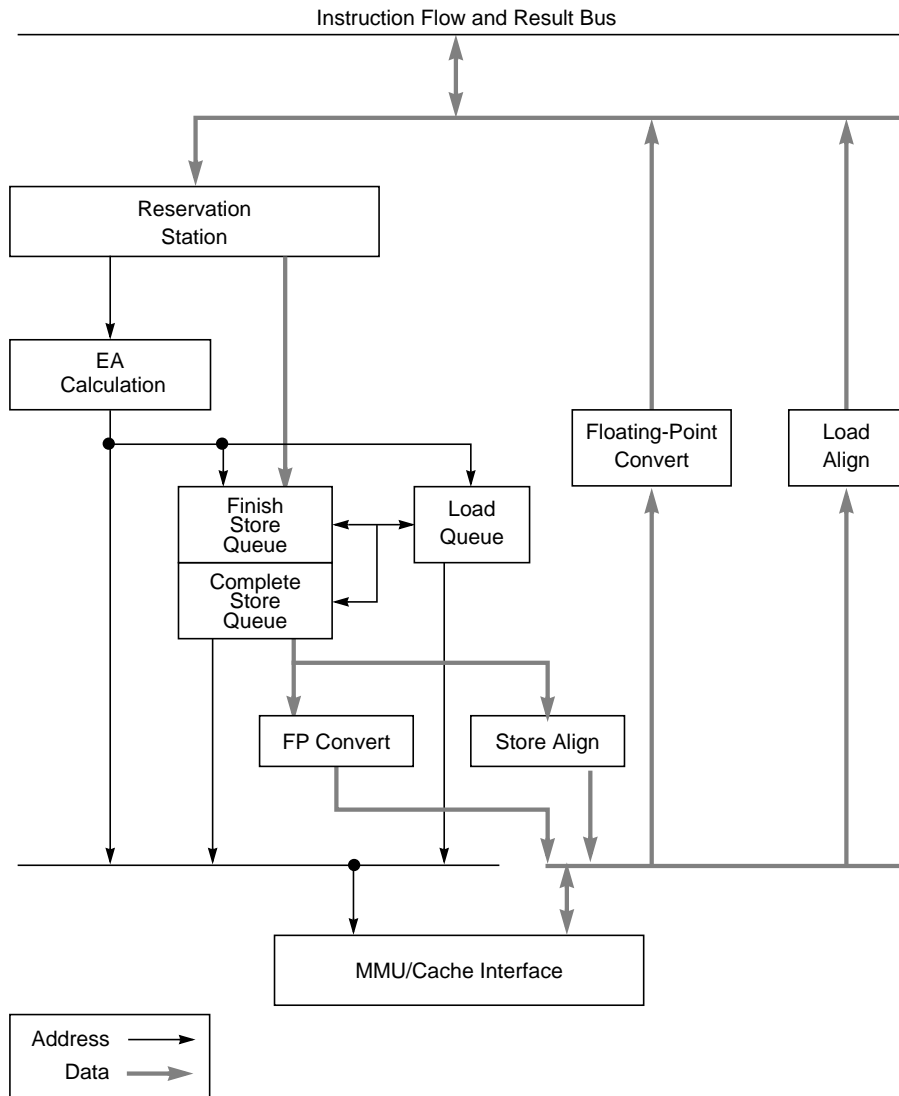 Instruction Flow and Result Bus
Reservation
Station
EA
Calculation
Floating-Point
Convert
Load
Align
Finish
Store
Queue
Load
Queue
Complete
Store
Queue
FP Convert
Store Align
MMU/Cache Interface
Address
Data